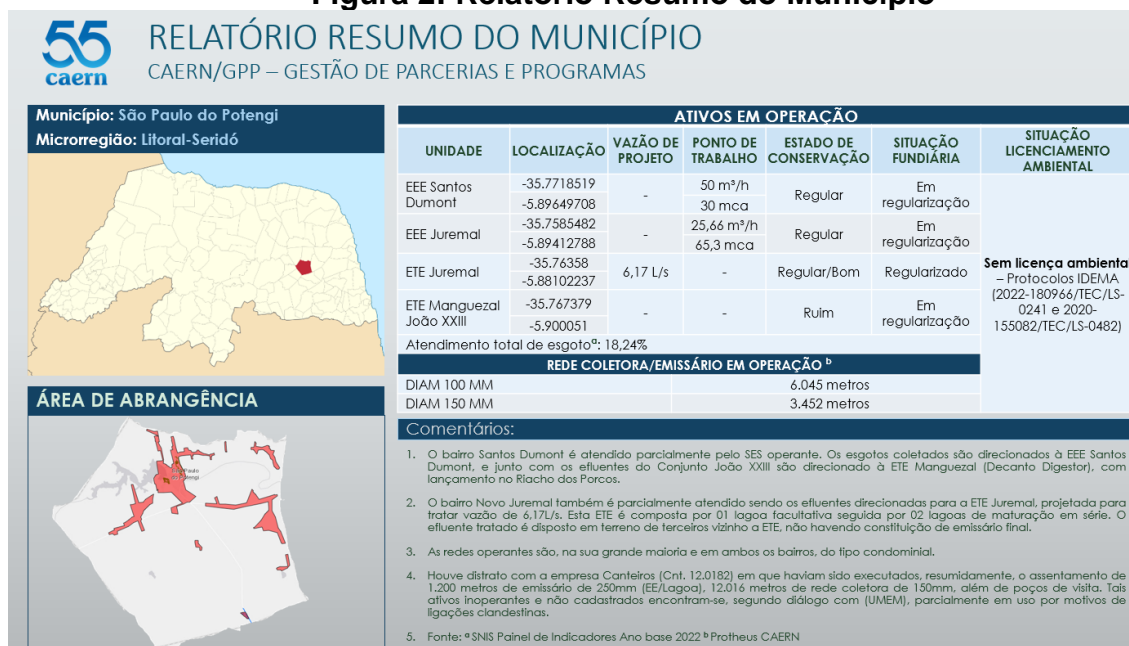 Figura 2: Relatório Resumo do Município
55
caern
RELATÓRIO RESUMO DO MUNICÍPIO
CAERN/GPP – GESTÃO DE PARCERIAS E PROGRAMAS
Município: São Paulo do Potengi
Microrregião: Litoral-Seridó
ATIVOS EM OPERAÇÃO
UNIDADE LOCALIZAÇÃO VAZÃO DE PROJETO PONTO DE TRABALHO ESTADO DE CONSERVAÇÃO SITUAÇÃO FUNDIÁRIA SITUAÇÃO LICENCIAMENTO AMBIENTAL
EEE Santos Dumont -35.7718519 -5.89649708 - 50 m³/h 30 mca Regular Em regularização
EEE Juremal -35.7585482 -5.89412788 - 25,66 m³/h 65,3 mca Regular Em regularização
ETE Juremal -35.76358 -5.88102237 6,17 L/s - Regular/Bom Regularizado
ETE Manguezal João XXIII -35.767379 -5.900051 - - Ruim Em regularização
Sem licença ambienta
– Protocolos IDEMA
(2022-180966/TEC/LS-
0241 e 2020-
155082/TEC/LS-0482)
Atendimento total de esgotoᵃ: 18,24%
REDE COLETORA/EMISSÁRIO EM OPERAÇÃO ᵇ
DIAM 100 MM 6.045 metros
DIAM 150 MM 3.452 metros
ÁREA DE ABRANGÊNCIA
Comentários:
1. O bairro Santos Dumont é atendido parcialmente pelo SES operante. Os esgotos coletados são direcionados à EEE Santos
Dumont, e junto com os efluentes do Conjunto João XXIII são direcionado à ETE Manguezal (Decanto Digestor), com
lançamento no Riacho dos Porcos.
2. O bairro Novo Juremal também é parcialmente atendido sendo os efluentes direcionadas para a ETE Juremal, projetada para
tratar vazão de 6,17L/s. Esta ETE é composta por 01 lagoa facultativa seguida por 02 lagoas de maturação em série. O
efluente tratado é disposto em terreno de terceiros vizinho a ETE, não havendo constituição de emissário final.
3. As redes operantes são, na sua grande maioria e em ambos os bairros, do tipo condominial.
4. Houve distrato com a empresa Canteiros (Cnt. 12.0182) em que haviam sido executados, resumidamente, o assentamento de
1.200 metros de emissário de 250mm (EE/Lagoa), 12.016 metros de rede coletora de 150mm, além de poços de visita. Tais
ativos inoperantes e não cadastrados encontram-se, segundo diálogo com (UMEM), parcialmente em uso por motivos de
ligações clandestinas.
5. Fonte: ᵃ SNIS Painel de Indicadores Ano base 2022 ᵇ Protheus CAERN